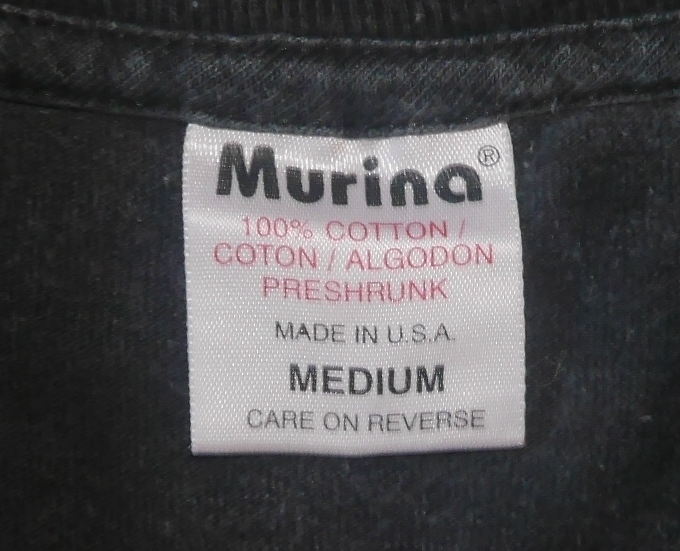 Murina®
100% COTTON /
COTON / ALGODON
PRESHRUNK
MADE IN U.S.A.
MEDIUM
CARE ON REVERSE